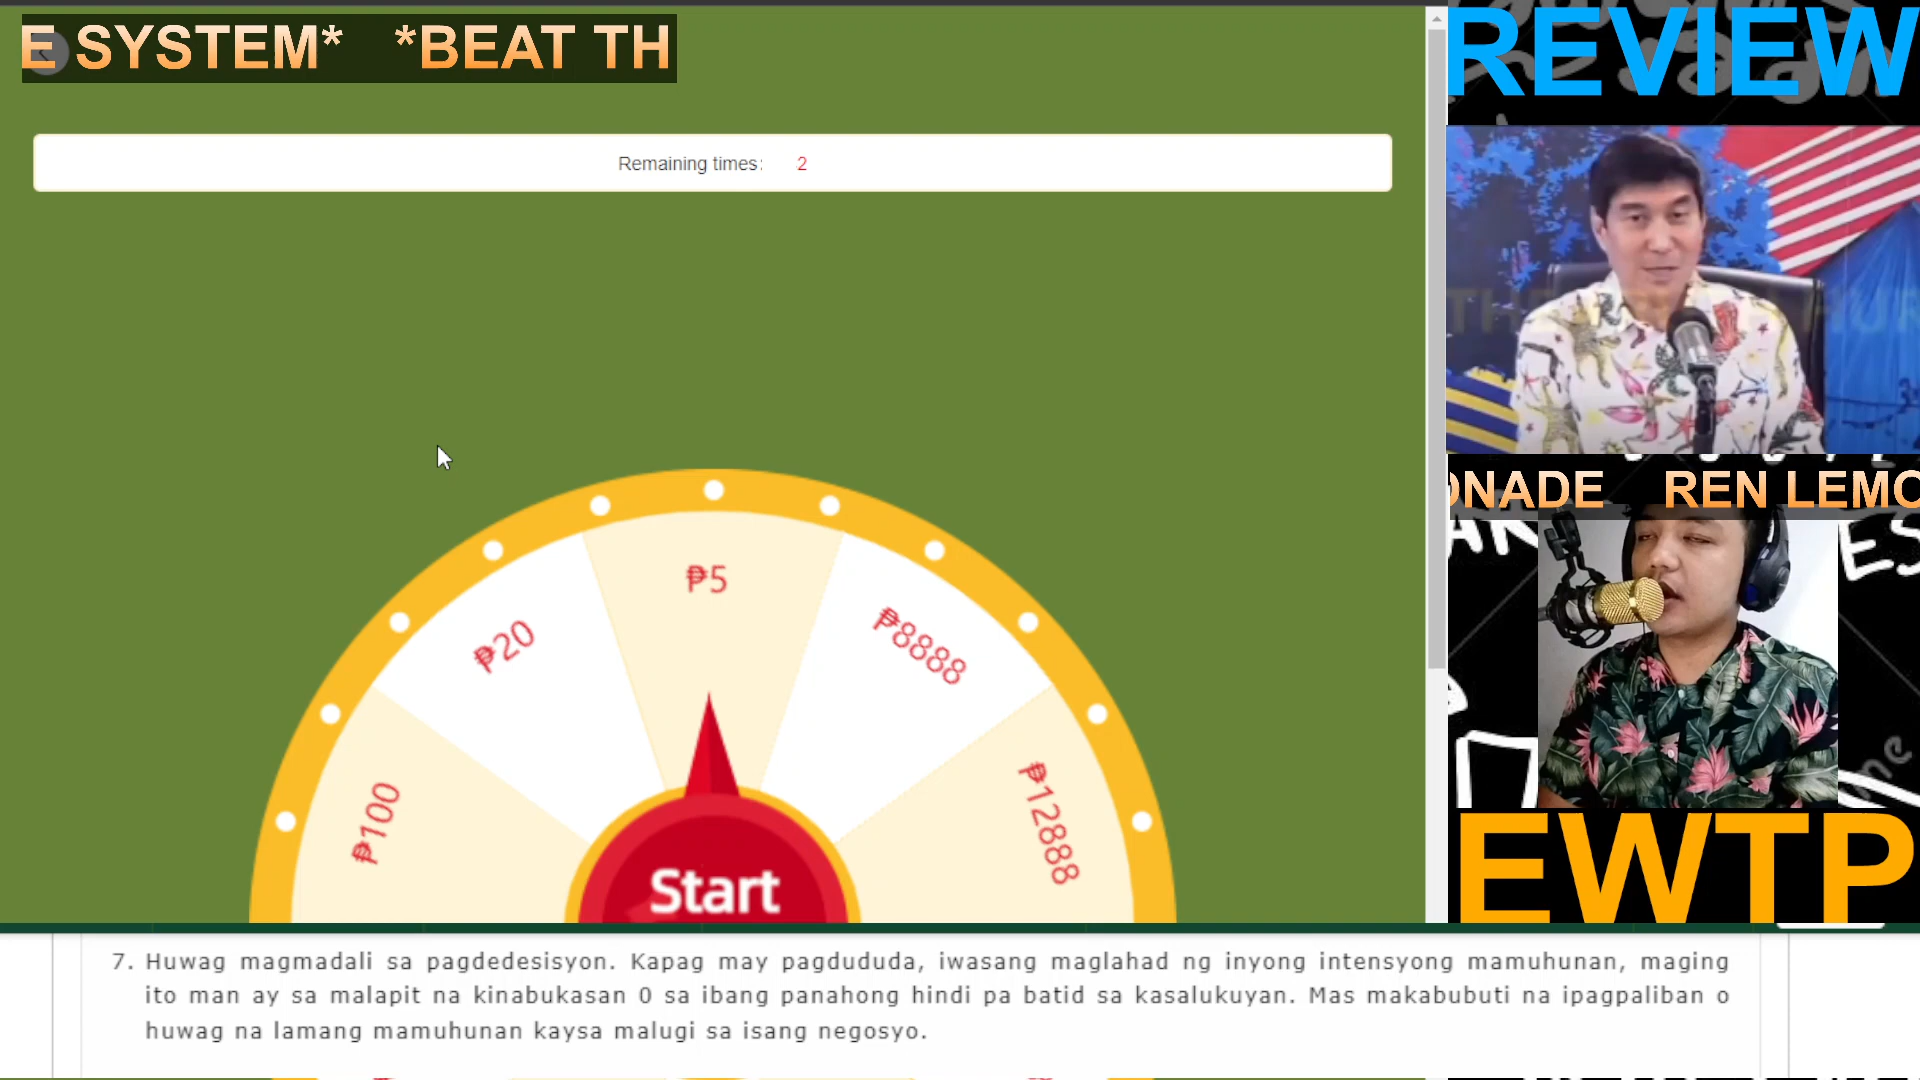 E SYSTEM* *BEAT TH
REVIEW
Remaining times: 2
₱5
₱20
₱8888
₱100
₱12888
Start
ONADE REN LEMO
EWTP
7. Huwag magmadali sa pagdedesisyon. Kapag may pagdududa, iwasang maglahad ng inyong intensyong mamuhunan, maging
ito man ay sa malapit na kinabukasan 0 sa ibang panahong hindi pa batid sa kasalukuyan. Mas makabubuti na ipagpaliban o
huwag na lamang mamuhunan kaysa malugi sa isang negosyo.